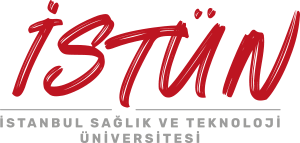 İSTÜN
İSTANBUL SAĞLIK VE TEKNOLOJİ
ÜNİVERSİTESİ